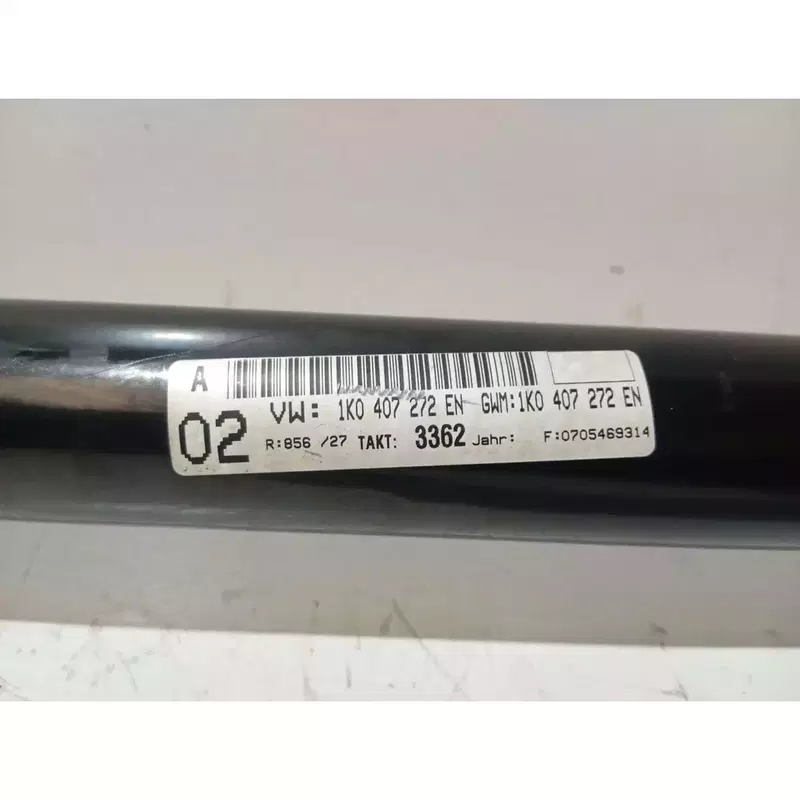 A
02 VW: 1K0 407 272 EN GWM:1K0 407 272 EN
R:856 /27 TAKT: 3362 Jahr: F:0705469314